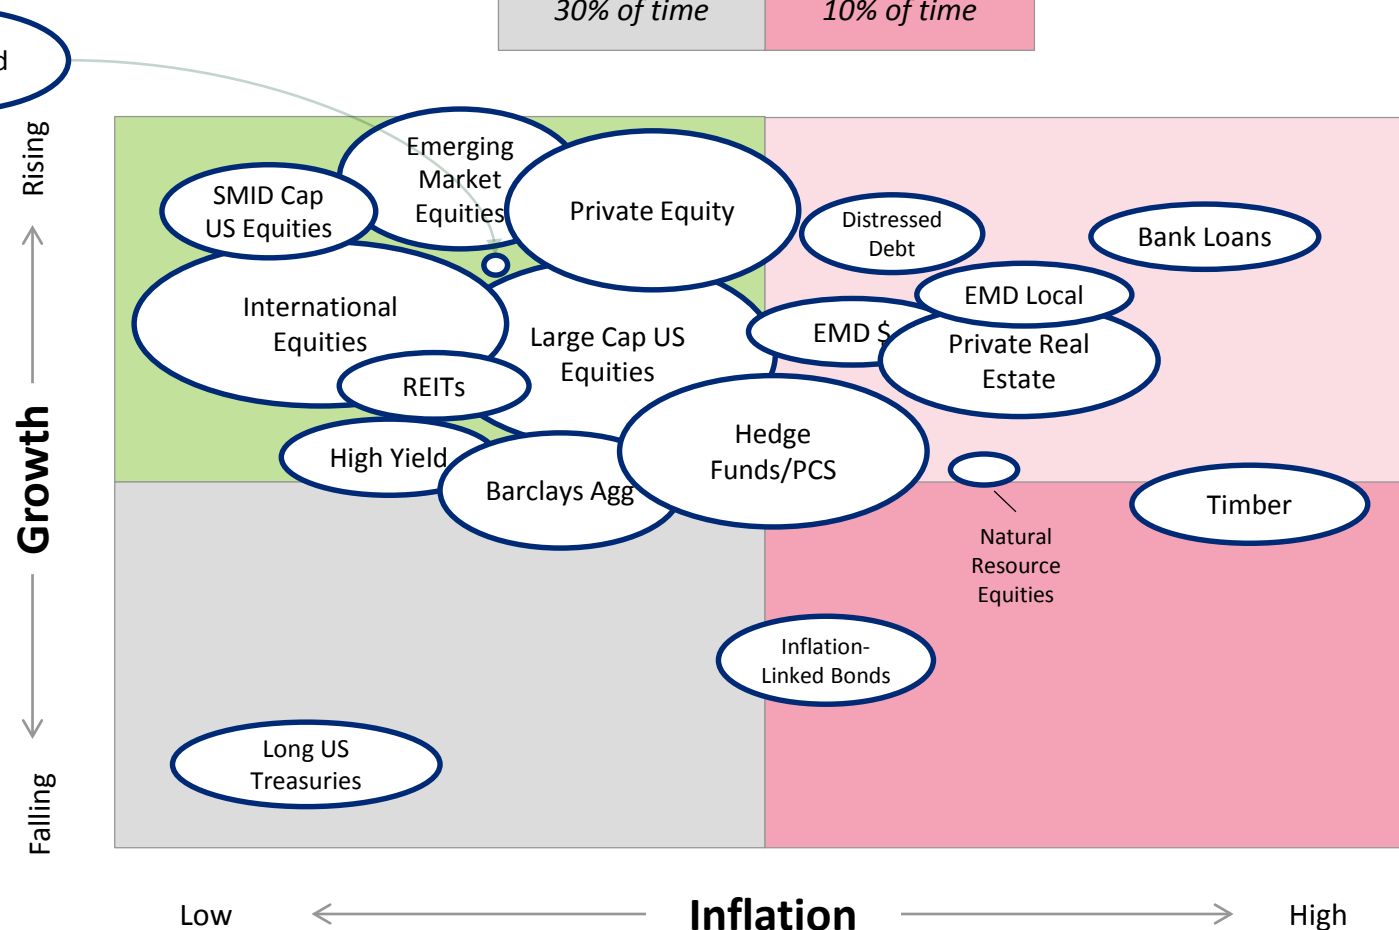 30% of time
10% of time
d
Rising
Emerging
Market
Equities
SMID Cap
US Equities
Private Equity
Distressed
Debt
Bank Loans
EMD Local
International
Equities
Large Cap US
Equities
EMD $
Private Real
Estate
REITs
High Yield
Barclays Agg
Hedge
Funds/PCS
Growth
Timber
Natural
Resource
Equities
Inflation-
Linked Bonds
Long US
Treasuries
Falling
Low
Inflation
High